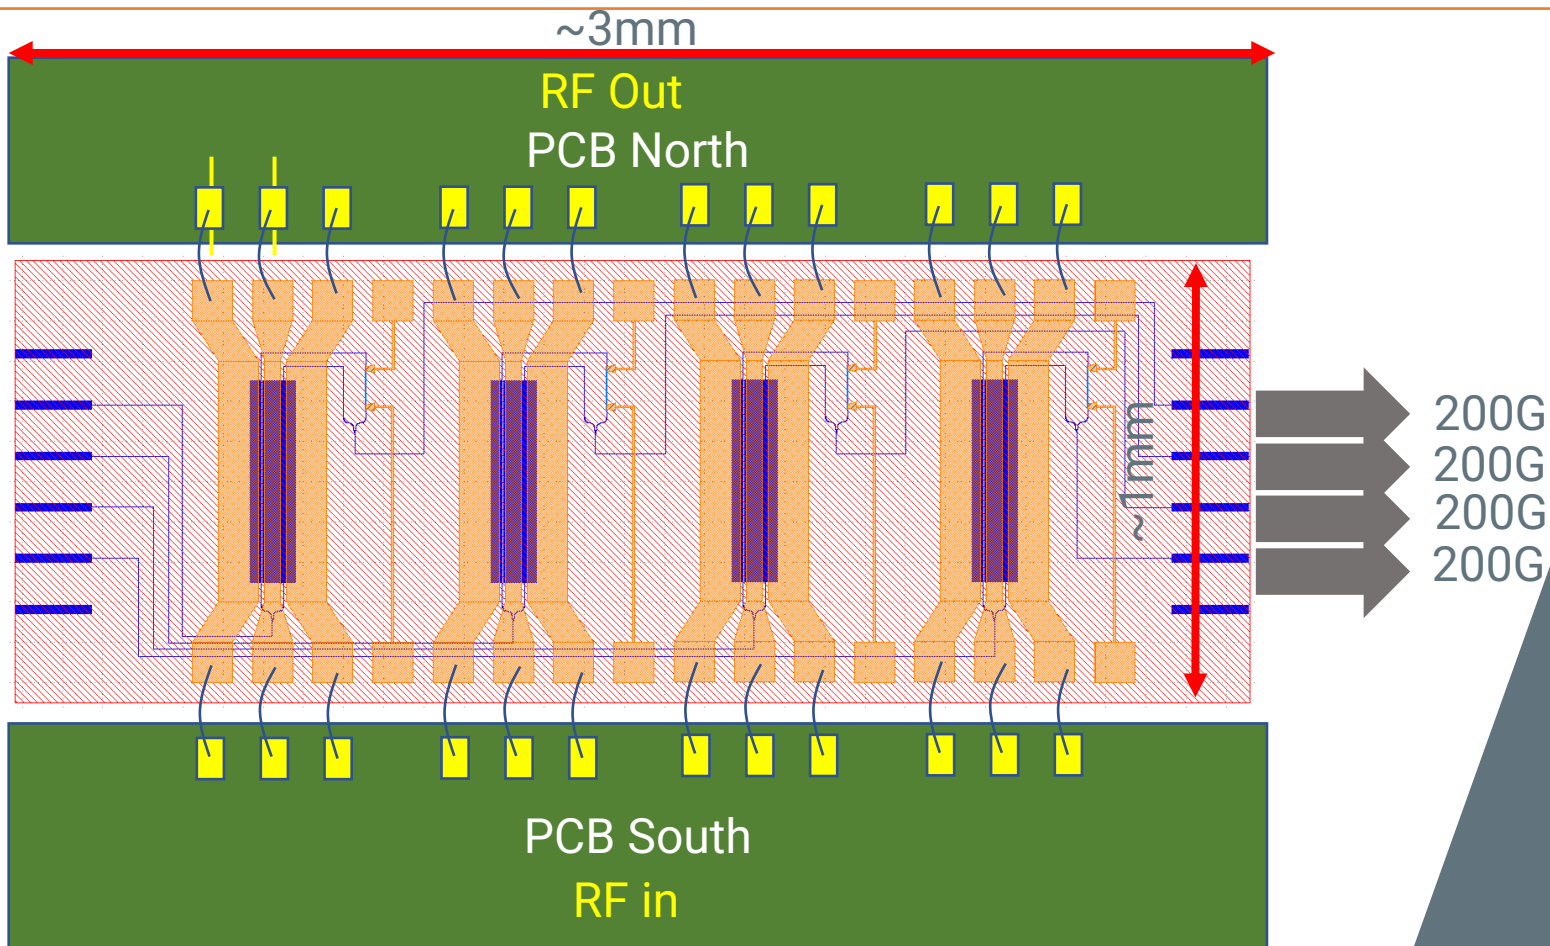 ~3mm
RF Out
PCB North
~1mm
200G
200G
200G
200G
PCB South
RF in